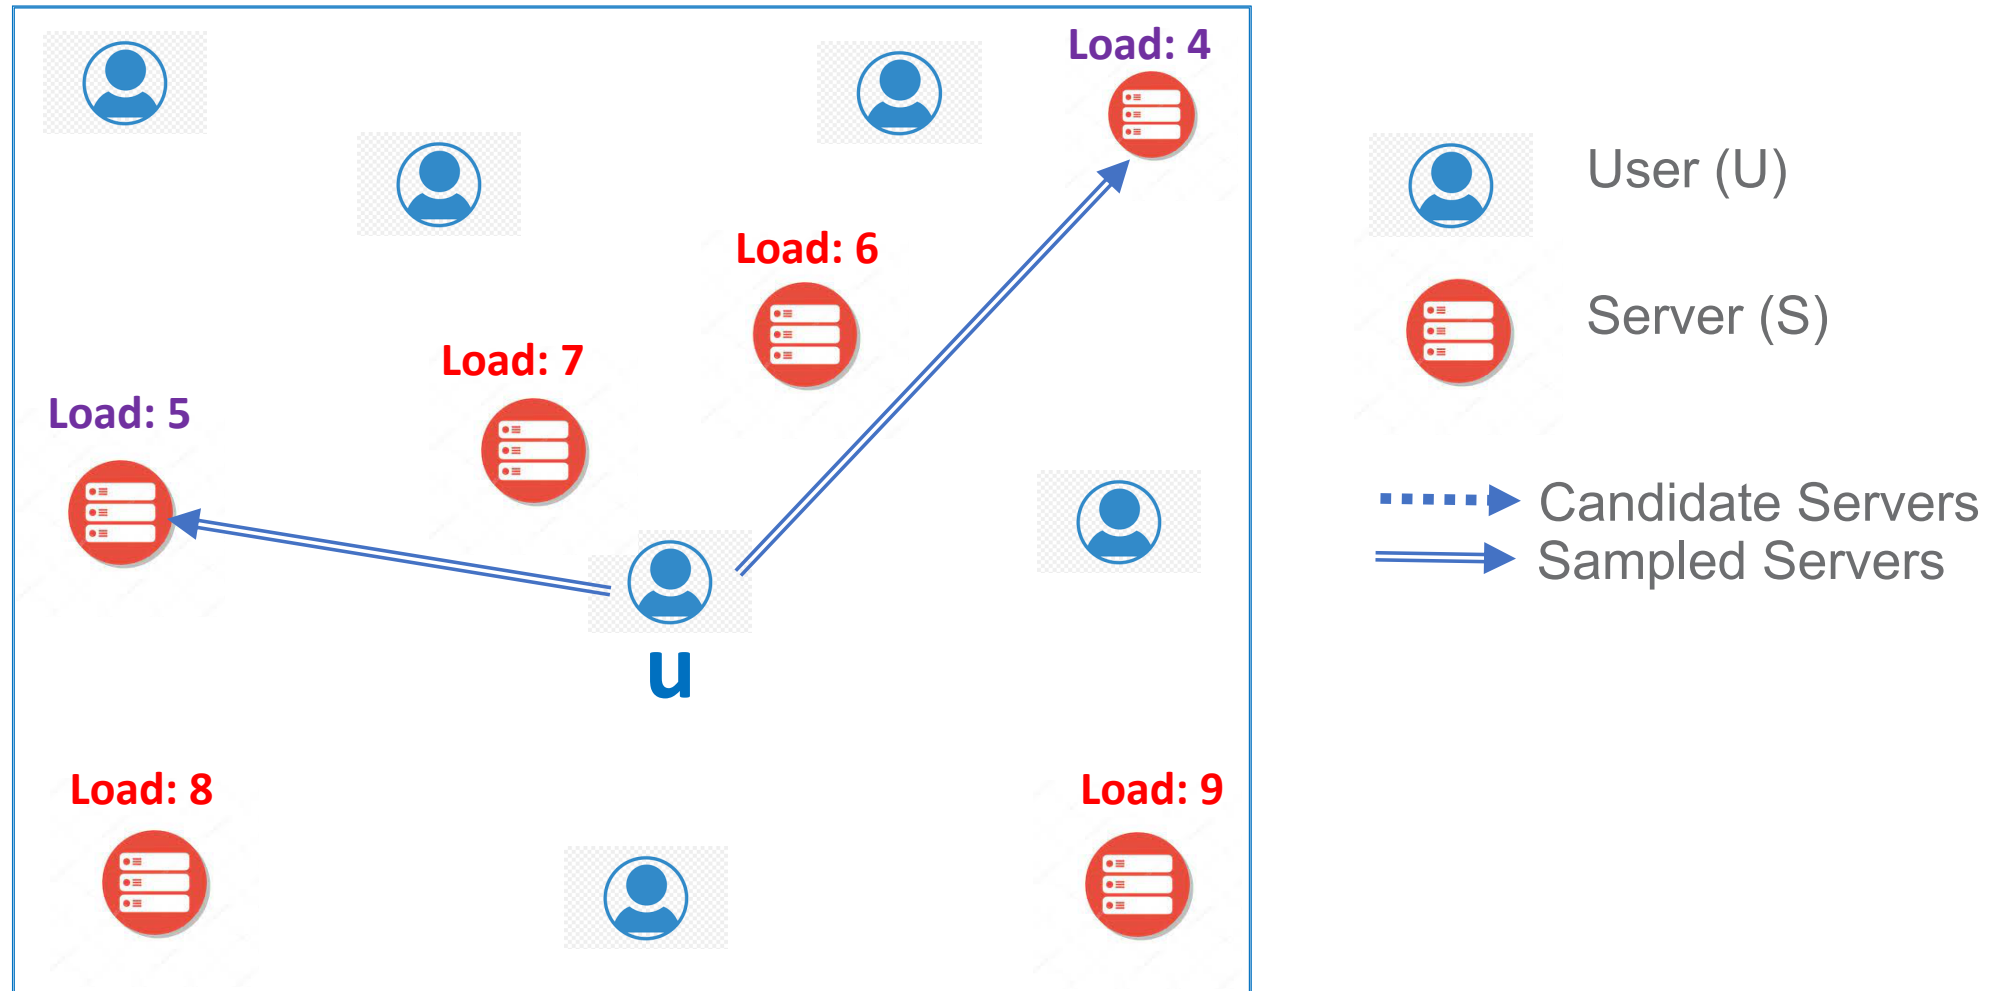 Load: 4
Load: 6
Load: 7
Load: 5
u
Load: 8
Load: 9
User (U)
Server (S)
Candidate Servers
Sampled Servers